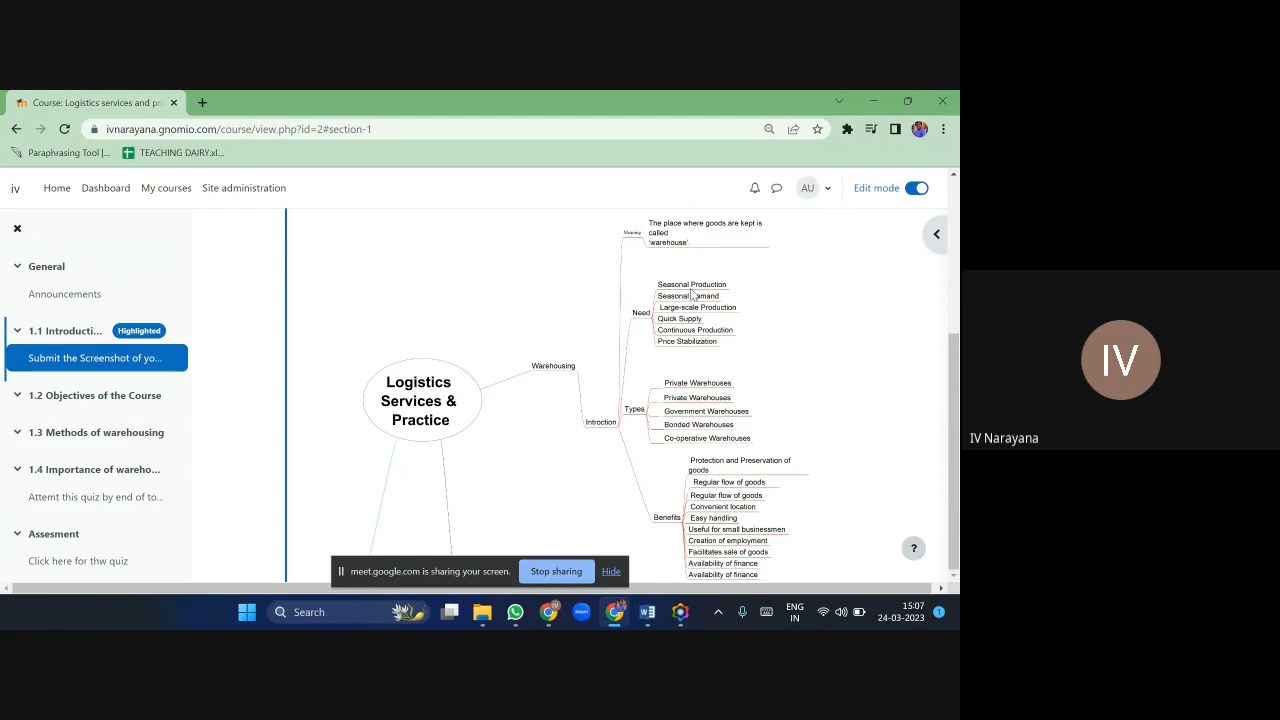 Course: Logistics services and pr
ivnarayana.gnomio.com/course/view.php?id=2#section-1
Paraphrasing Tool |...
TEACHING DAIRY.xl...
iv
Home
Dashboard
My courses
Site administration
AU
Edit mode
General
Announcements
1.1 Introducti...
Highlighted
Submit the Screenshot of yo...
1.2 Objectives of the Course
1.3 Methods of warehousing
1.4 Importance of wareho...
Attemt this quiz by end of to...
Assesment
Click here for thw quiz
Logistics
Services &
Practice
Warehousing
Introction
Meaning
The place where goods are kept is
called
'warehouse'.
Need
Seasonal Production
Seasonal Demand
Large-scale Production
Quick Supply
Continuous Production
Price Stabilization
Types
Private Warehouses
Private Warehouses
Government Warehouses
Bonded Warehouses
Co-operative Warehouses
Benefits
Protection and Preservation of
goods
Regular flow of goods
Regular flow of goods
Convenient location
Easy handling
Useful for small businessmen
Creation of employment
Facilitates sale of goods
Availability of finance
Availability of finance
?
meet.google.com is sharing your screen.
Stop sharing
Hide
Search
zoom
ENG
IN
15:07
24-03-2023
1
IV
IV Narayana